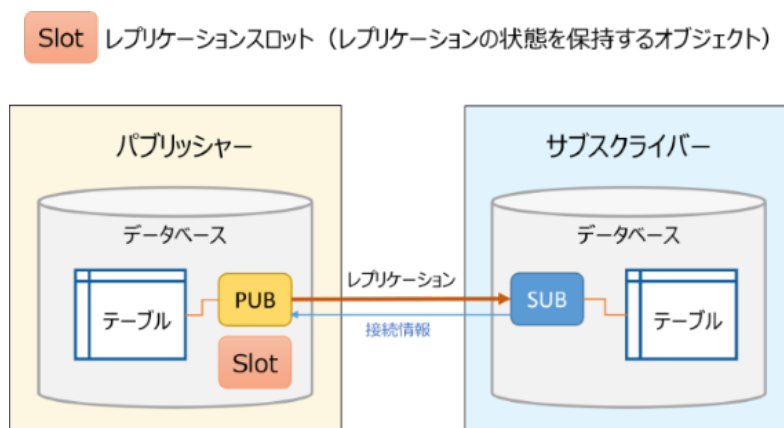 Slot レプリケーションスロット（レプリケーションの状態を保持するオブジェクト）
パブリッシャー
データベース
テーブル
PUB
Slot
レプリケーション
接続情報
サブスクライバー
データベース
SUB
テーブル